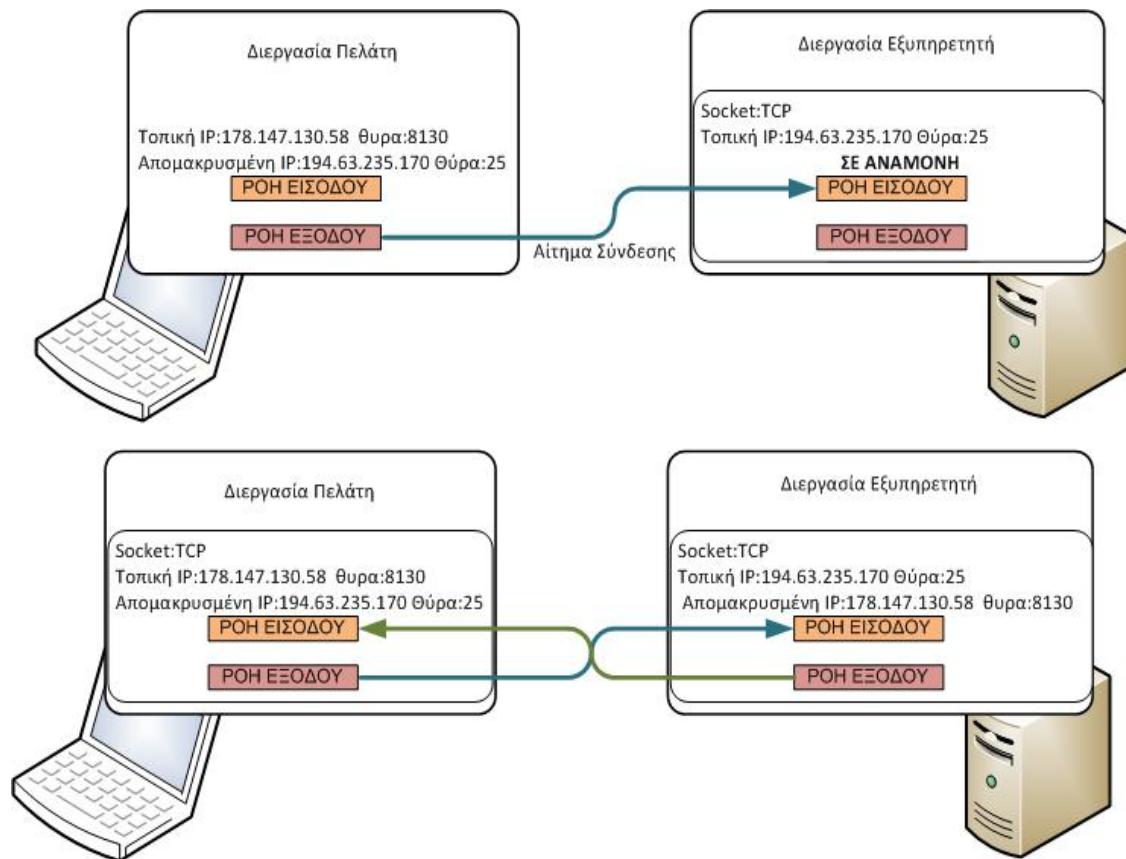 Διεργασία Πελάτη
Τοπική IP:178.147.130.58 θυρα:8130
Απομακρυσμένη IP:194.63.235.170 Θύρα:25
ΡΟΗ ΕΙΣΟΔΟΥ
ΡΟΗ ΕΞΟΔΟΥ
Αίτημα Σύνδεσης
Διεργασία Εξυπηρετητή
Socket:TCP
Τοπική IP:194.63.235.170 Θύρα:25
ΣΕ ΑΝΑΜΟΝΗ
ΡΟΗ ΕΙΣΟΔΟΥ
ΡΟΗ ΕΞΟΔΟΥ
Διεργασία Πελάτη
Socket:TCP
Τοπική IP:178.147.130.58 θυρα:8130
Απομακρυσμένη IP:194.63.235.170 Θύρα:25
ΡΟΗ ΕΙΣΟΔΟΥ
ΡΟΗ ΕΞΟΔΟΥ
Διεργασία Εξυπηρετητή
Socket:TCP
Τοπική IP:194.63.235.170 Θύρα:25
Απομακρυσμένη IP:178.147.130.58 θυρα:8130
ΡΟΗ ΕΙΣΟΔΟΥ
ΡΟΗ ΕΞΟΔΟΥ